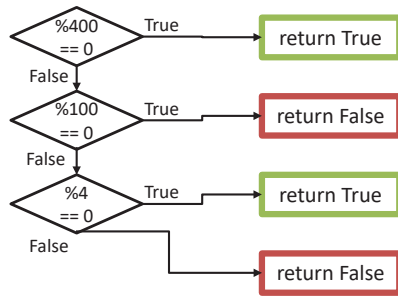 %400
== 0
True
return True
False
%100
== 0
True
return False
False
%4
== 0
True
return True
False
return False